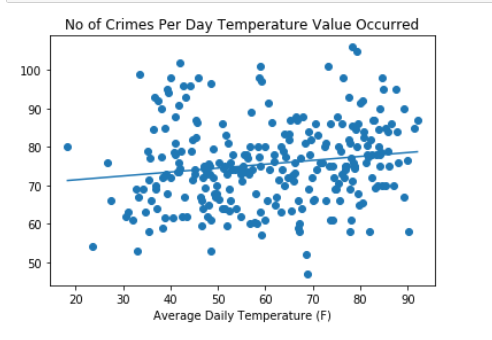 No of Crimes Per Day Temperature Value Occurred
100
90
80
70
60
50
20 30 40 50 60 70 80 90
Average Daily Temperature (F)